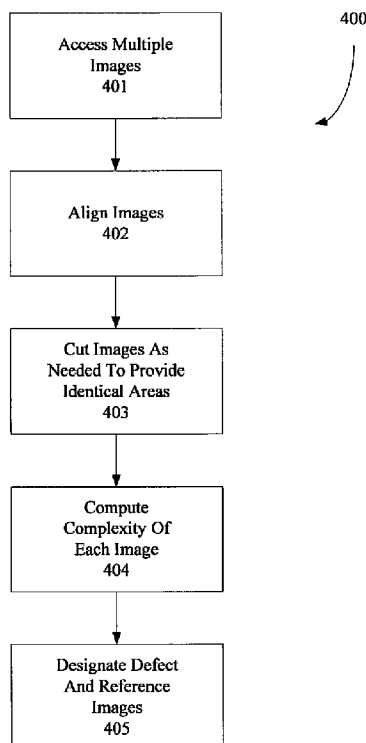 400
Access Multiple
Images
401
Align Images
402
Cut Images As
Needed To Provide
Identical Areas
403
Compute
Complexity Of
Each Image
404
Designate Defect
And Reference
Images
405